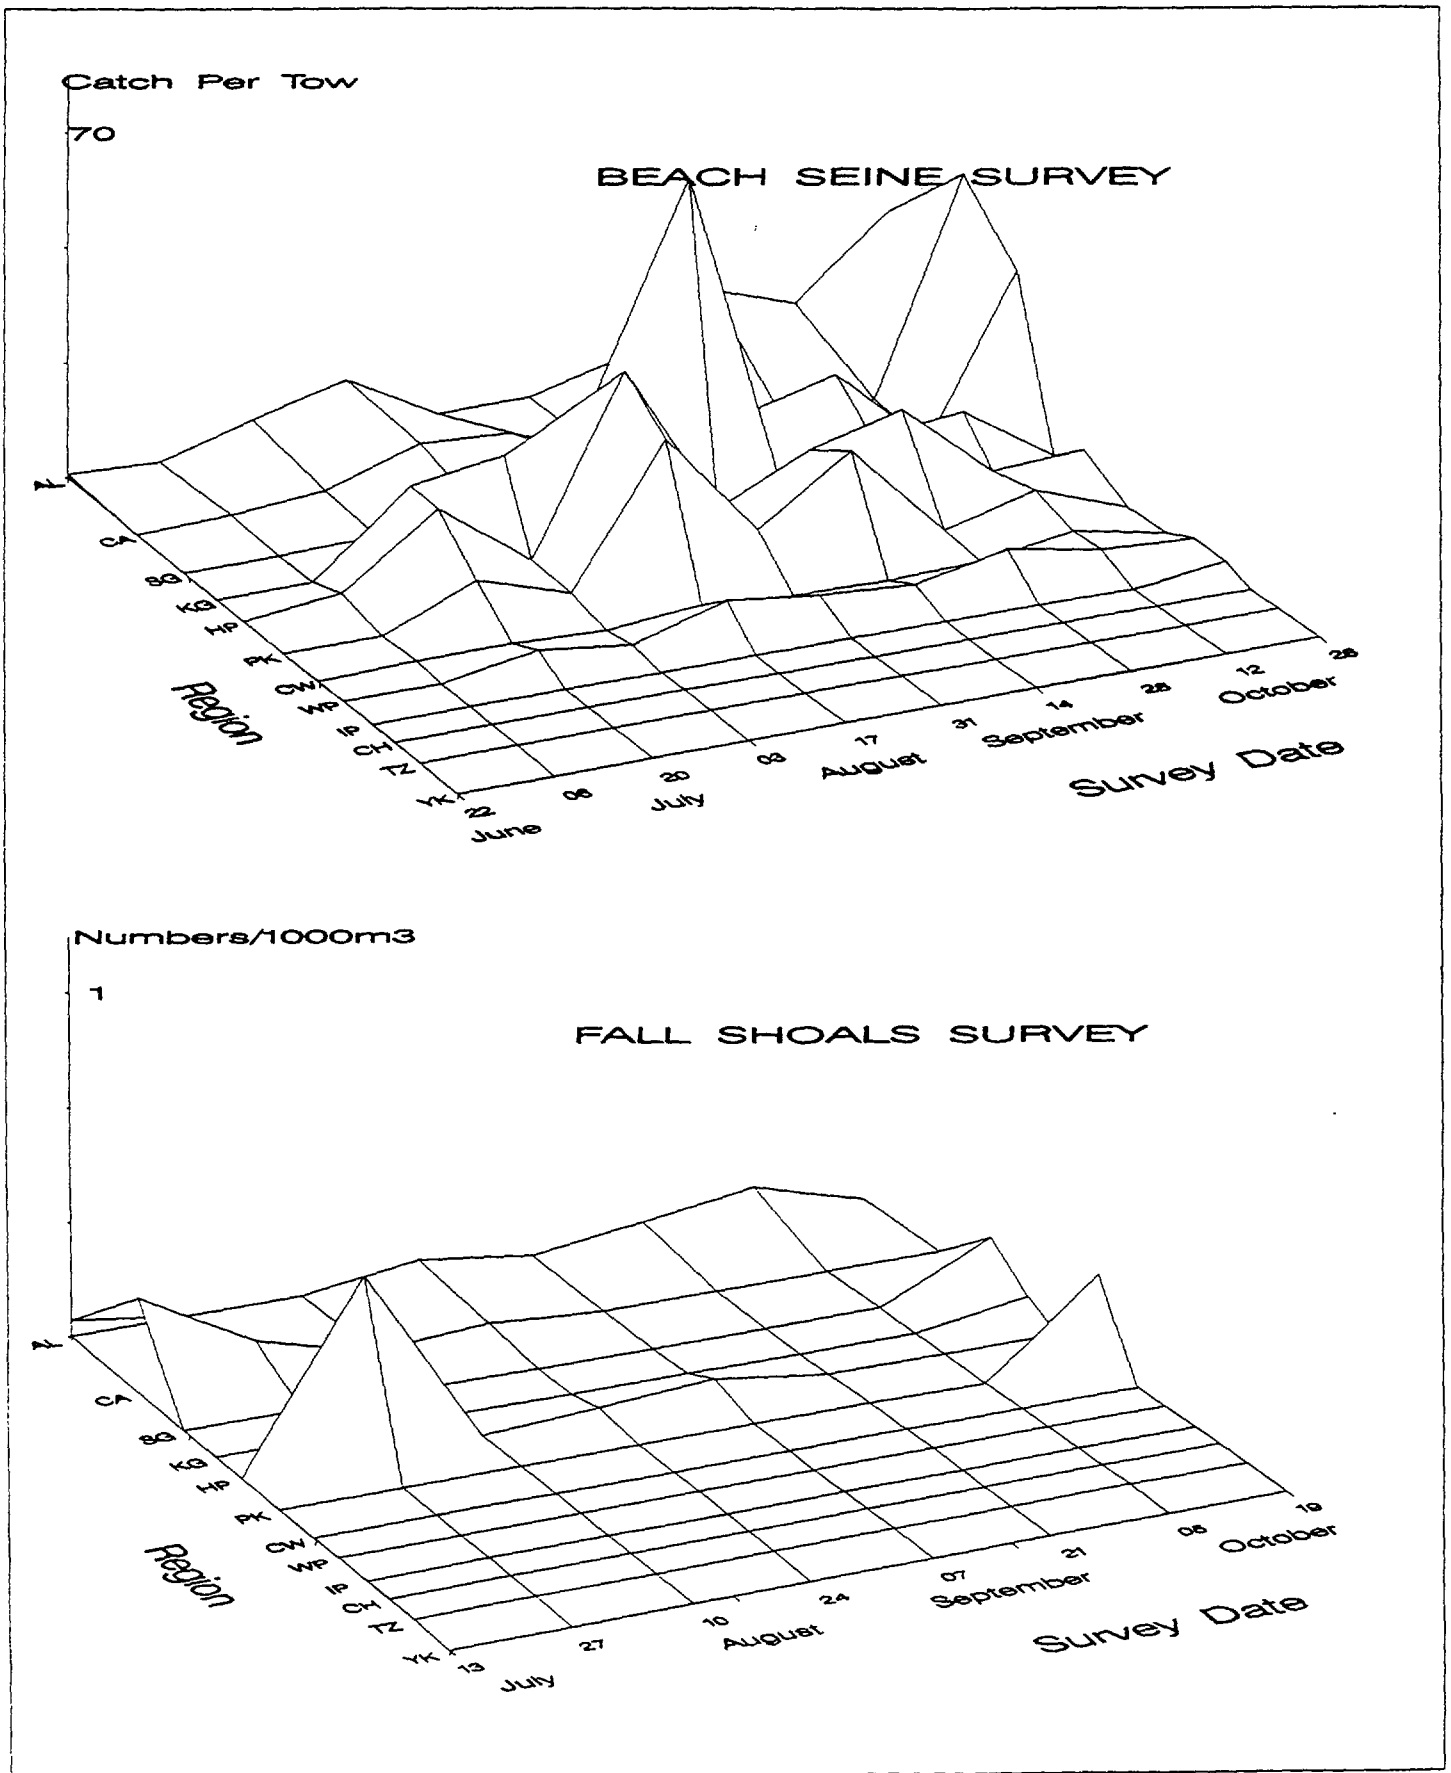 Catch Per Tow
70
BEACH SEINE SURVEY
AL
CA
SG
KG
HP
PK
CW
WP
IP
CH
TZ
YK
Region
22
06
20
03
17
31
14
28
12
26
June
July
August
September
October
Survey Date
Numbers/1000m3
1
FALL SHOALS SURVEY
AL
CA
SG
KG
HP
PK
CW
WP
IP
CH
TZ
YK
Region
13
27
10
24
07
21
19
July
August
September
October
Survey Date